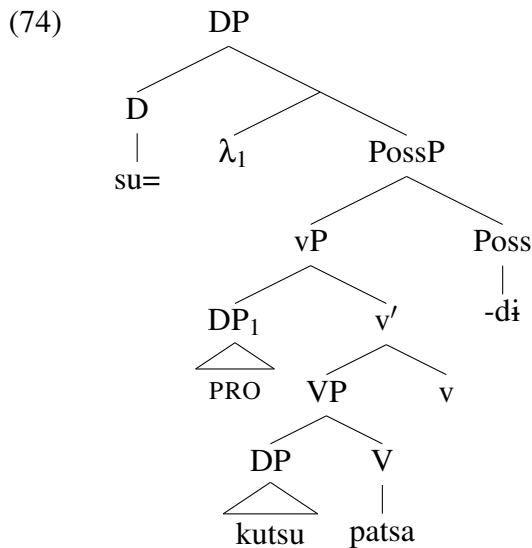 (74) DP
D
su= λ₁ PossP
vP Poss
DP₁ v′ -dɨ
PRO VP v
DP V
kutsu patsa